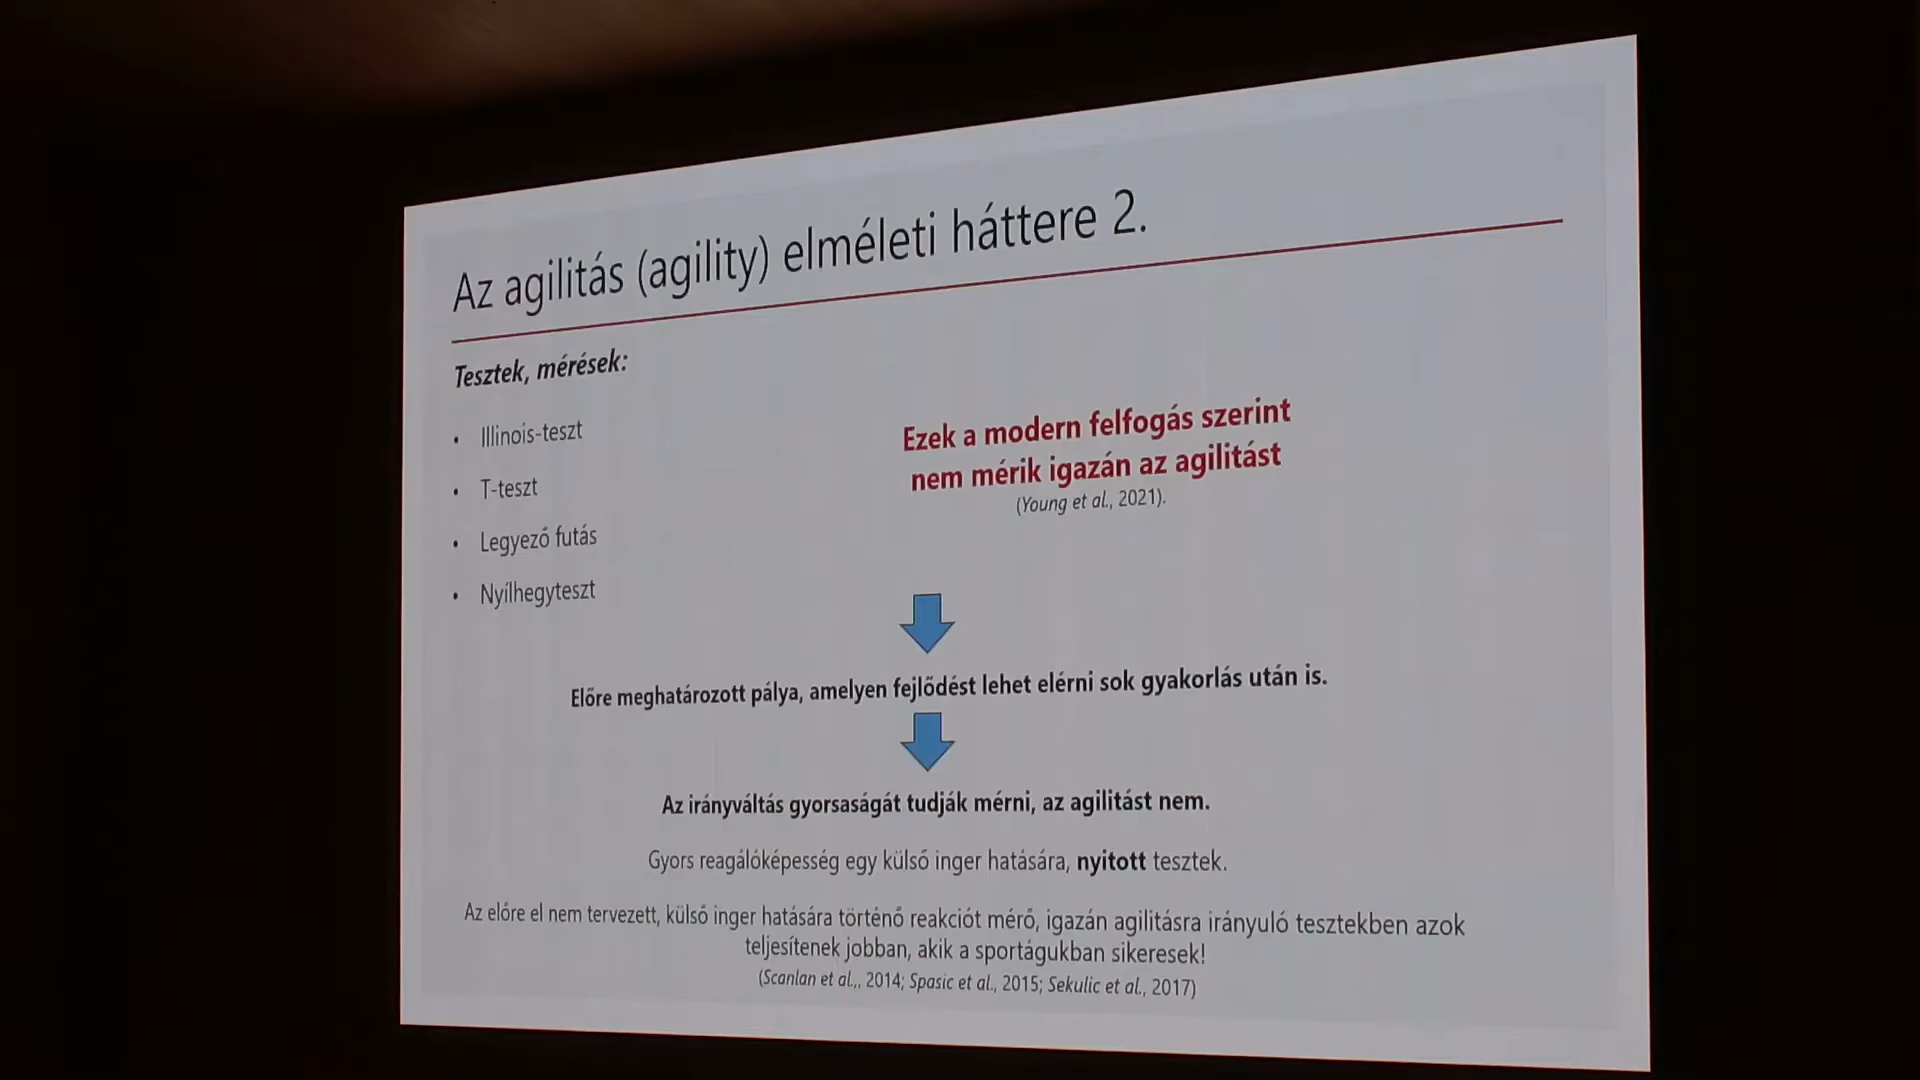 Az agilitás (agility) elméleti háttere 2.
Tesztek, mérések:
• Illinois-teszt
• T-teszt
• Legyező futás
• Nyílhegyteszt
Ezek a modern felfogás szerint
nem mérik igazán az agilitást
(Young et al., 2021).
Előre meghatározott pálya, amelyen fejlődést lehet elérni sok gyakorlás után is.
Az irányváltás gyorsaságát tudják mérni, az agilitást nem.
Gyors reagálóképesség egy külső inger hatására, nyitott tesztek.
Az előre el nem tervezett, külső inger hatására történő reakciót mérő, igazán agilitásra irányuló tesztekben azok
teljesítenek jobban, akik a sportágukban sikeresek!
(Scanlan et al.,, 2014; Spasic et al., 2015; Sekulic et al., 2017)